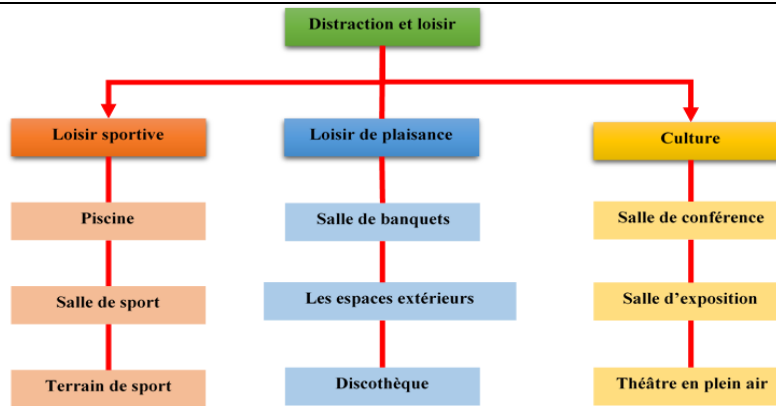 Distraction et loisir
Loisir sportive
Loisir de plaisance
Culture
Piscine
Salle de banquets
Salle de conférence
Salle de sport
Les espaces extérieurs
Salle d'exposition
Terrain de sport
Discothèque
Théâtre en plein air